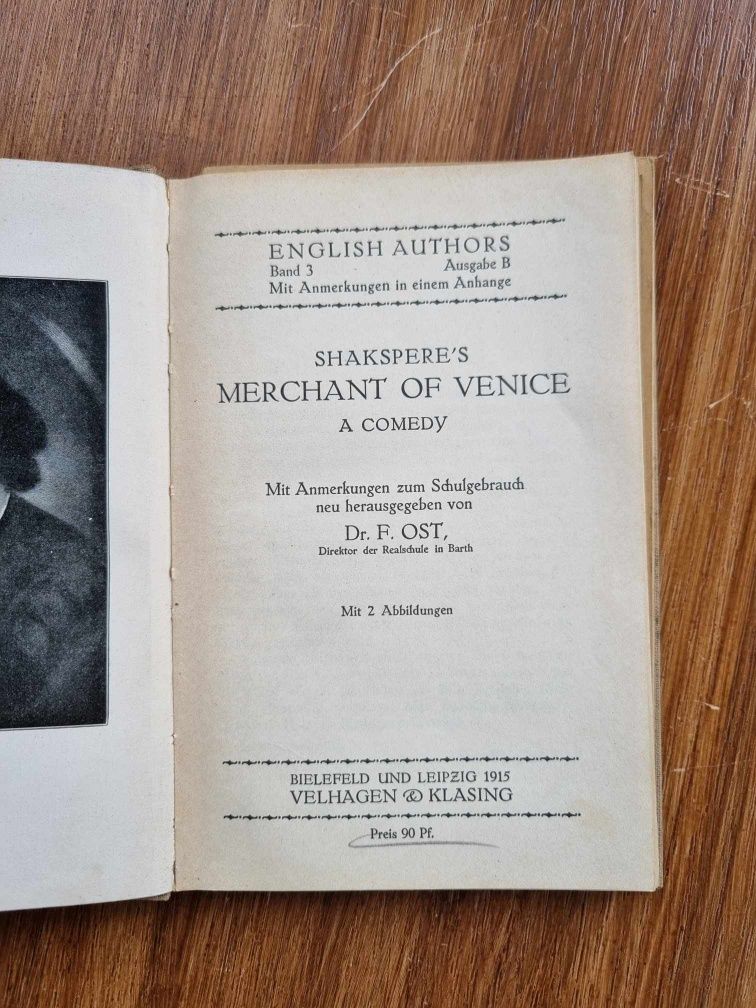 ENGLISH AUTHORS
Band 3 Ausgabe B
Mit Anmerkungen in einem Anhange
SHAKSPERE'S
MERCHANT OF VENICE
A COMEDY
Mit Anmerkungen zum Schulgebrauch
neu herausgegeben von
Dr. F. OST,
Direktor der Realschule in Barth
Mit 2 Abbildungen
BIELEFELD UND LEIPZIG 1915
VELHAGEN & KLASING
Preis 90 Pf.